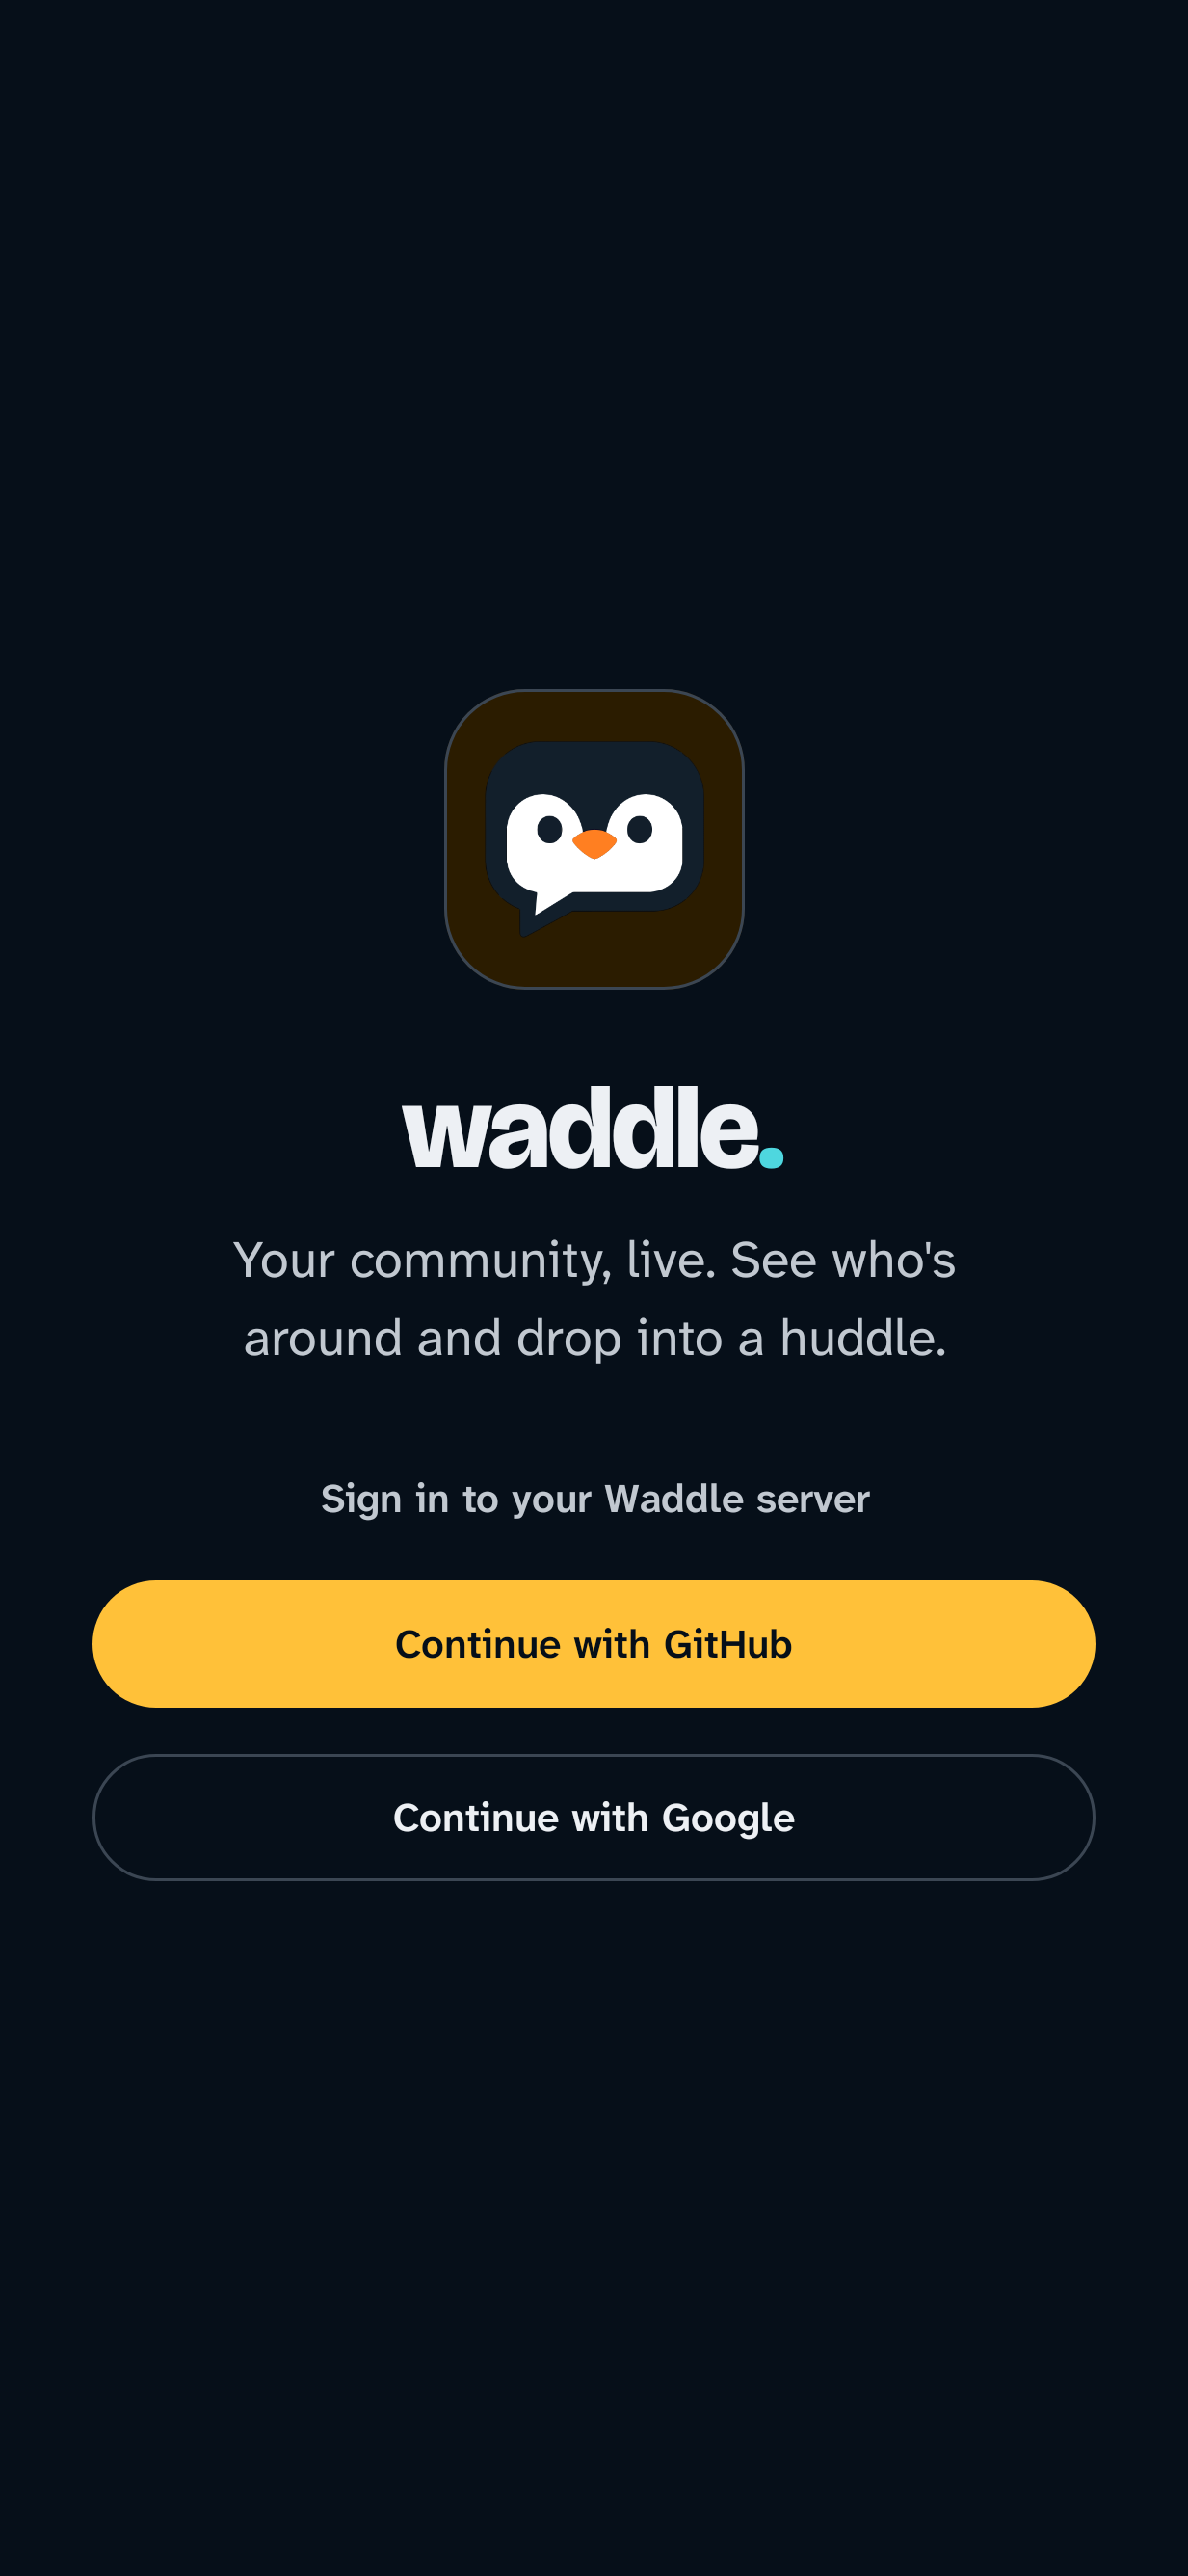 waddle.
Your community, live. See who's
around and drop into a huddle.
Sign in to your Waddle server
Continue with GitHub
Continue with Google